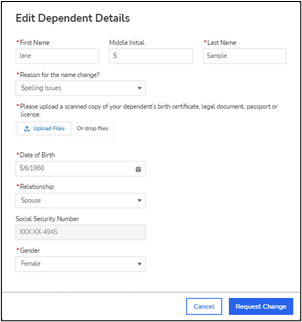 Edit Dependent Details
*First Name Middle Initial *Last Name
Jane S Sample
*Reason for the name change?
Spelling Issues
*Please upload a scanned copy of your dependent's birth certificate, legal document, passport or
license.
Upload Files Or drop files
*Date of Birth
5/6/1960
*Relationship
Spouse
Social Security Number
XXX-XX-4945
*Gender
Female
Cancel Request Change